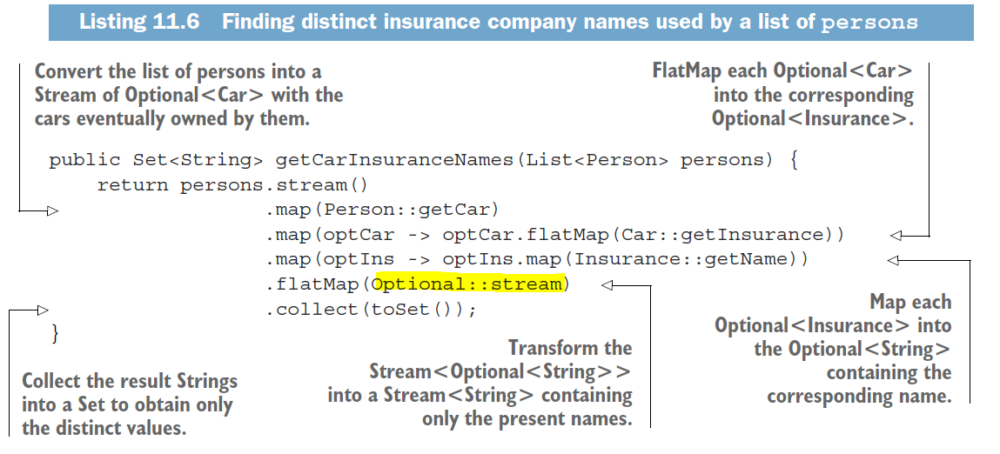 Listing 11.6 Finding distinct insurance company names used by a list of persons
Convert the list of persons into a
Stream of Optional<Car> with the
cars eventually owned by them.
FlatMap each Optional<Car>
into the corresponding
Optional<Insurance>.
public Set<String> getCarInsuranceNames(List<Person> persons) {
return persons.stream()
.map(Person::getCar)
.map(optCar -> optCar.flatMap(Car::getInsurance))
.map(optIns -> optIns.map(Insurance::getName))
.flatMap(Optional::stream)
.collect(toSet());
}
Map each
Optional<Insurance> into
the Optional<String>
containing the
corresponding name.
Transform the
Stream<Optional<String>>
into a Stream<String> containing
only the present names.
Collect the result Strings
into a Set to obtain only
the distinct values.